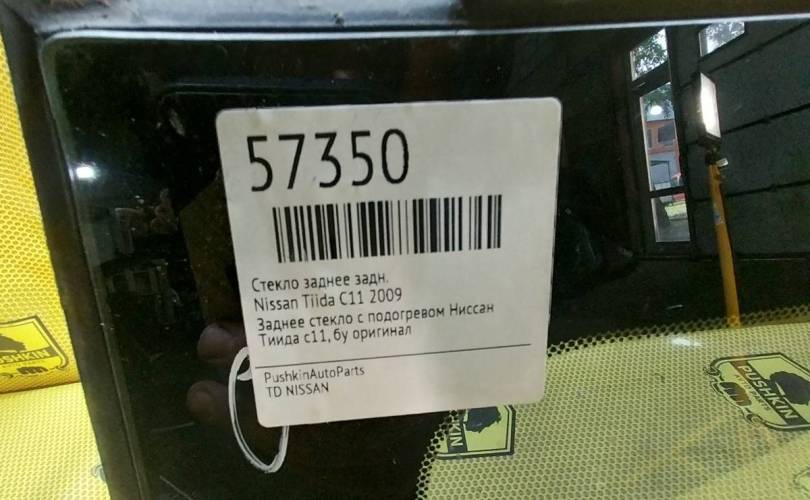 57350
Стекло заднее задн.
Nissan Tiida C11 2009
Заднее стекло с подогревом Ниссан
Тиида с11, бу оригинал
PushkinAutoParts
TD NISSAN
PUSHKIN